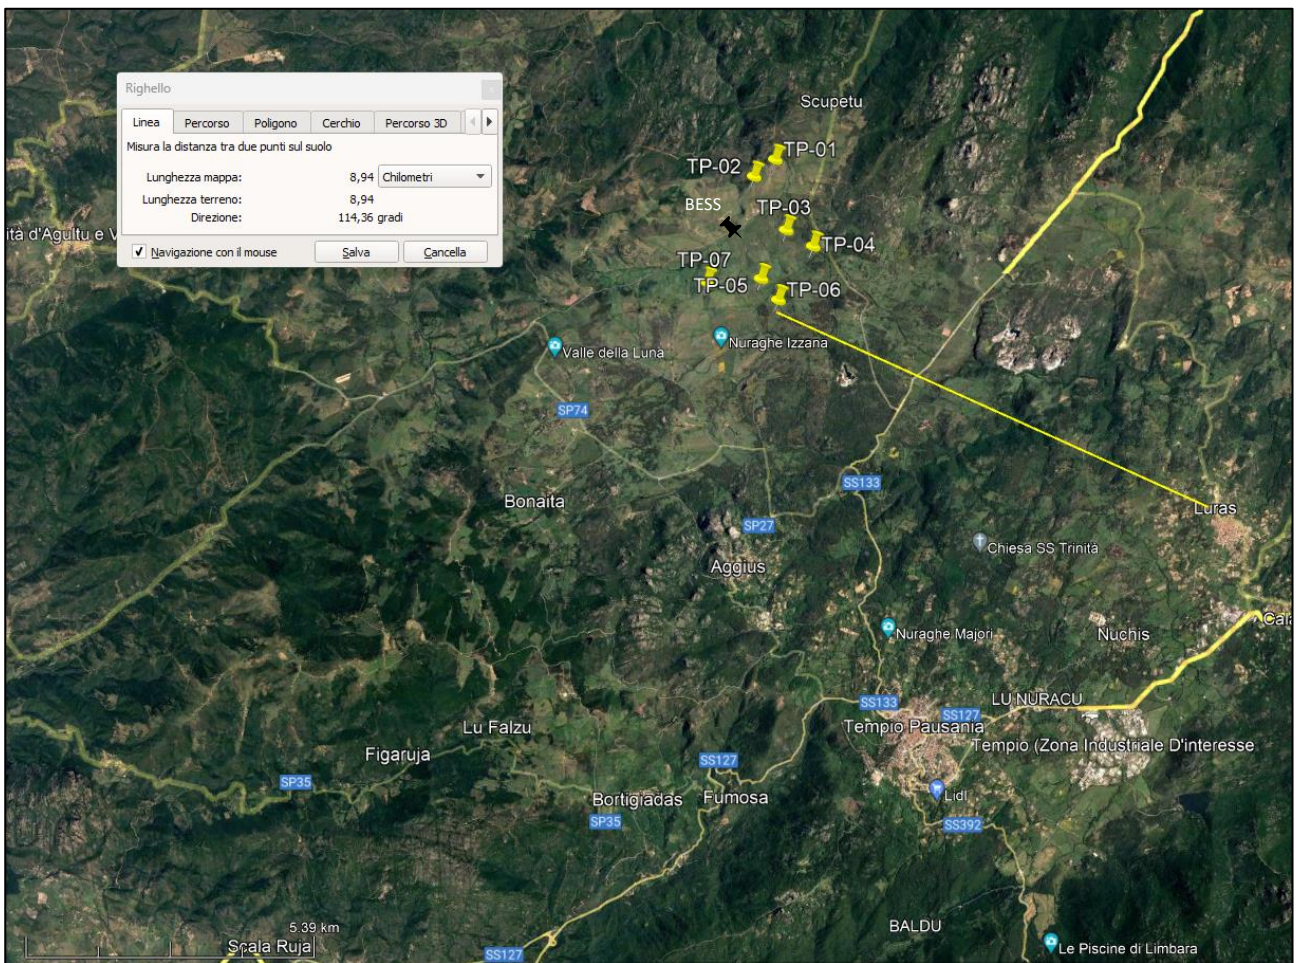 Righello
Linea Percorso Poligono Cerchio Percorso 3D
Misura la distanza tra due punti sul suolo
Lunghezza mappa: 8,94 Chilometri
Lunghezza terreno: 8,94
Direzione: 114,36 gradi
Navigazione con il mouse Salva Cancella
Scupetu
TP-01
TP-02
BESS
TP-03
ità d'Agultu e V
TP-04
TP-07
TP-05
TP-06
Nuraghe Izzana
Valle della Luna
SP74
SS133
Bonaita
Luras
SP27
Chiesa SS Trinità
Aggius
Nuraghe Majori
Nuchis
Cala
SS133
LU NURACU
SS127
Lu Falzu
Tempio Pausania
Tempio (Zona Industriale D'interesse
Figaruja
SS127
SP35
Lidl
Bortigiadas
Fumosa
SP35
SS392
5.39 km
BALDU
Scala Ruja
SS127
Le Piscine di Limbara